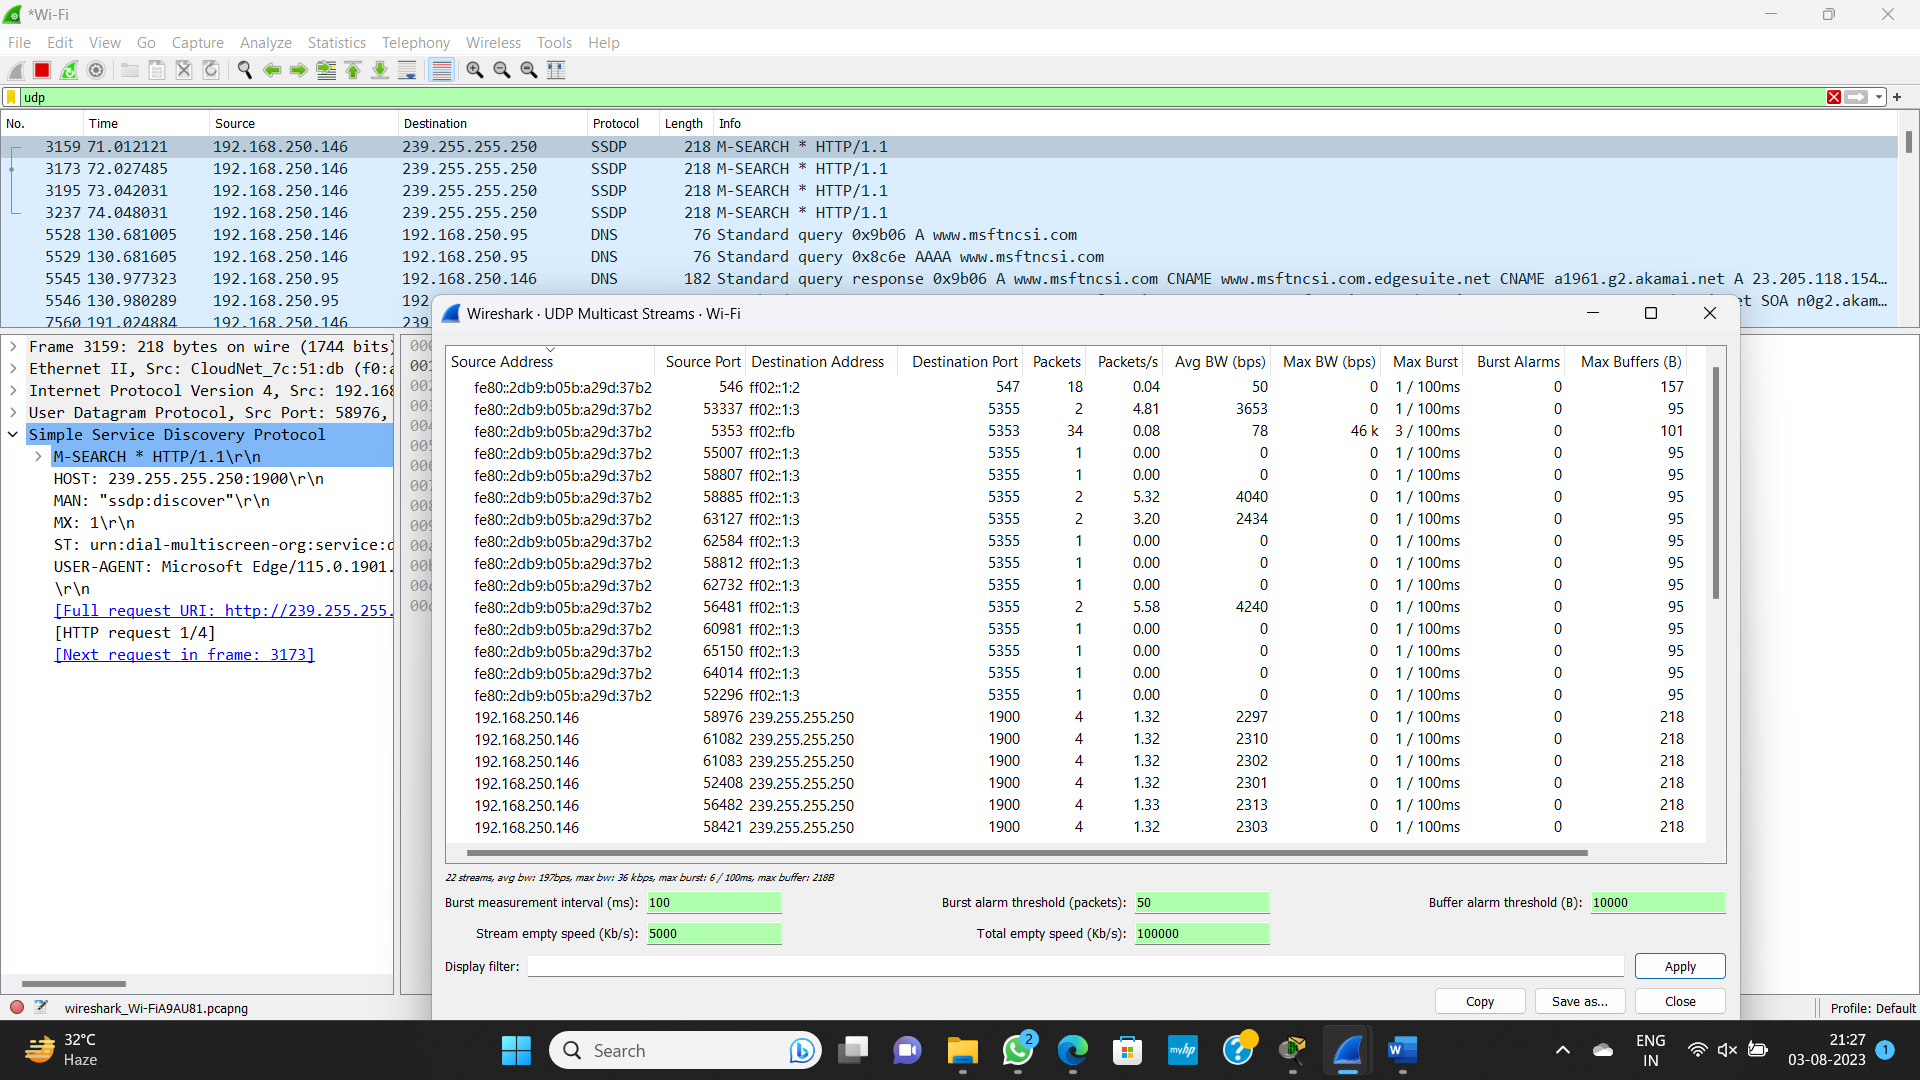 *Wi-Fi
File Edit View Go Capture Analyze Statistics Telephony Wireless Tools Help
udp
No. Time Source Destination Protocol Length Info
3159 71.012121 192.168.250.146 239.255.255.250 SSDP 218 M-SEARCH * HTTP/1.1
3173 72.027485 192.168.250.146 239.255.255.250 SSDP 218 M-SEARCH * HTTP/1.1
3195 73.042031 192.168.250.146 239.255.255.250 SSDP 218 M-SEARCH * HTTP/1.1
3237 74.048031 192.168.250.146 239.255.255.250 SSDP 218 M-SEARCH * HTTP/1.1
5528 130.681005 192.168.250.146 192.168.250.95 DNS 76 Standard query 0x9b06 A www.msftncsi.com
5529 130.681605 192.168.250.146 192.168.250.95 DNS 76 Standard query 0x8c6e AAAA www.msftncsi.com
5545 130.977323 192.168.250.95 192.168.250.146 DNS 182 Standard query response 0x9b06 A www.msftncsi.com CNAME www.msftncsi.com.edgesuite.net CNAME a1961.g2.akamai.net A 23.205.118.154…
5546 130.980289 192.168.250.95 192 et SOA n0g2.akam…
7560 191.024884 192.168.250.146 239
Frame 3159: 218 bytes on wire (1744 bits)
Ethernet II, Src: CloudNet_7c:51:db (f0:a
Internet Protocol Version 4, Src: 192.168
User Datagram Protocol, Src Port: 58976,
Simple Service Discovery Protocol
M-SEARCH * HTTP/1.1\r\n
HOST: 239.255.255.250:1900\r\n
MAN: "ssdp:discover"\r\n
MX: 1\r\n
ST: urn:dial-multiscreen-org:service:d
USER-AGENT: Microsoft Edge/115.0.1901.
\r\n
[Full request URI: http://239.255.255.
[HTTP request 1/4]
[Next request in frame: 3173]
Wireshark · UDP Multicast Streams · Wi-Fi
Source Address Source Port Destination Address Destination Port Packets Packets/s Avg BW (bps) Max BW (bps) Max Burst Burst Alarms Max Buffers (B)
fe80::2db9:b05b:a29d:37b2 546 ff02::1:2 547 18 0.04 50 0 1 / 100ms 0 157
fe80::2db9:b05b:a29d:37b2 53337 ff02::1:3 5355 2 4.81 3653 0 1 / 100ms 0 95
fe80::2db9:b05b:a29d:37b2 5353 ff02::fb 5353 34 0.08 78 46 k 3 / 100ms 0 101
fe80::2db9:b05b:a29d:37b2 55007 ff02::1:3 5355 1 0.00 0 0 1 / 100ms 0 95
fe80::2db9:b05b:a29d:37b2 58807 ff02::1:3 5355 1 0.00 0 0 1 / 100ms 0 95
fe80::2db9:b05b:a29d:37b2 58885 ff02::1:3 5355 2 5.32 4040 0 1 / 100ms 0 95
fe80::2db9:b05b:a29d:37b2 63127 ff02::1:3 5355 2 3.20 2434 0 1 / 100ms 0 95
fe80::2db9:b05b:a29d:37b2 62584 ff02::1:3 5355 1 0.00 0 0 1 / 100ms 0 95
fe80::2db9:b05b:a29d:37b2 58812 ff02::1:3 5355 1 0.00 0 0 1 / 100ms 0 95
fe80::2db9:b05b:a29d:37b2 62732 ff02::1:3 5355 1 0.00 0 0 1 / 100ms 0 95
fe80::2db9:b05b:a29d:37b2 56481 ff02::1:3 5355 2 5.58 4240 0 1 / 100ms 0 95
fe80::2db9:b05b:a29d:37b2 60981 ff02::1:3 5355 1 0.00 0 0 1 / 100ms 0 95
fe80::2db9:b05b:a29d:37b2 65150 ff02::1:3 5355 1 0.00 0 0 1 / 100ms 0 95
fe80::2db9:b05b:a29d:37b2 64014 ff02::1:3 5355 1 0.00 0 0 1 / 100ms 0 95
fe80::2db9:b05b:a29d:37b2 52296 ff02::1:3 5355 1 0.00 0 0 1 / 100ms 0 95
192.168.250.146 58976 239.255.255.250 1900 4 1.32 2297 0 1 / 100ms 0 218
192.168.250.146 61082 239.255.255.250 1900 4 1.32 2310 0 1 / 100ms 0 218
192.168.250.146 61083 239.255.255.250 1900 4 1.32 2302 0 1 / 100ms 0 218
192.168.250.146 52408 239.255.255.250 1900 4 1.32 2301 0 1 / 100ms 0 218
192.168.250.146 56482 239.255.255.250 1900 4 1.33 2313 0 1 / 100ms 0 218
192.168.250.146 58421 239.255.255.250 1900 4 1.32 2303 0 1 / 100ms 0 218
22 streams, avg bw: 197bps, max bw: 36 kbps, max burst: 6 / 100ms, max buffer: 218B
Burst measurement interval (ms): 100 Burst alarm threshold (packets): 50 Buffer alarm threshold (B): 10000
Stream empty speed (Kb/s): 5000 Total empty speed (Kb/s): 100000
Display filter: Apply
Copy Save as... Close
wireshark_Wi-FiA9AU81.pcapng Profile: Default
32°C
Haze
Search
2
myhp
ENG
IN
21:27
03-08-2023
1